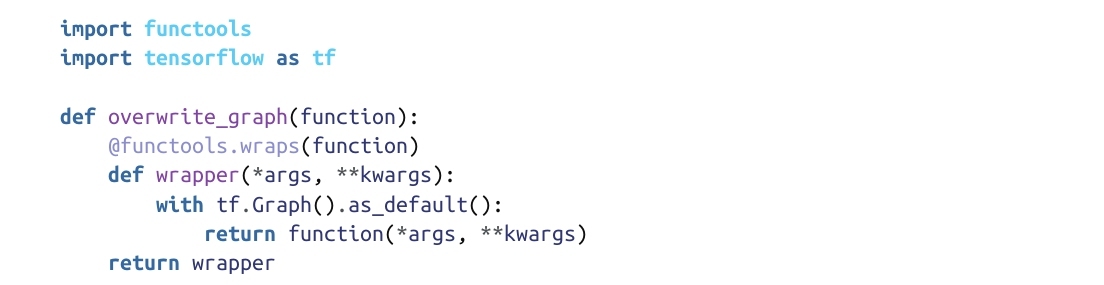 import functools
import tensorflow as tf

def overwrite_graph(function):
    @functools.wraps(function)
    def wrapper(*args, **kwargs):
        with tf.Graph().as_default():
            return function(*args, **kwargs)
    return wrapper